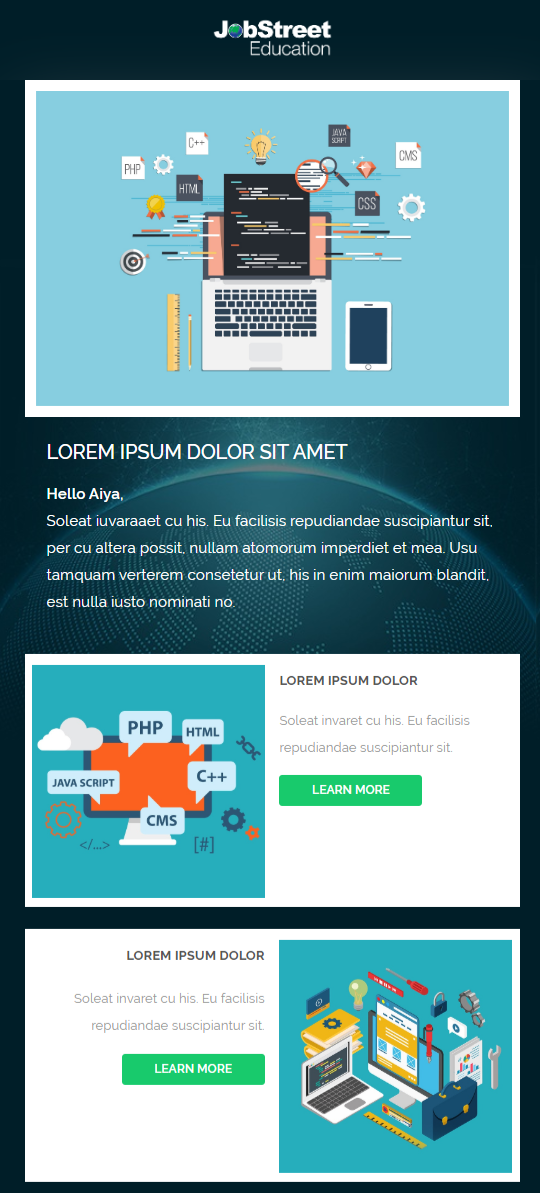 JobStreet
Education
C++
JAVA
SCRIPT
CMS
PHP
HTML
CSS
LOREM IPSUM DOLOR SIT AMET
Hello Aiya,
Soleat iuvaraaet cu his. Eu facilisis repudiandae suscipiantur sit,
per cu altera possit, nullam atomorum imperdiet et mea. Usu
tamquam verterem consetetur ut, his in enim maiorum blandit,
est nulla iusto nominati no.
PHP
HTML
JAVA SCRIPT
C++
CMS
</...>
[#]
LOREM IPSUM DOLOR
Soleat invaret cu his. Eu facilisis
repudiandae suscipiantur sit.
LEARN MORE
LOREM IPSUM DOLOR
Soleat invaret cu his. Eu facilisis
repudiandae suscipiantur sit.
LEARN MORE